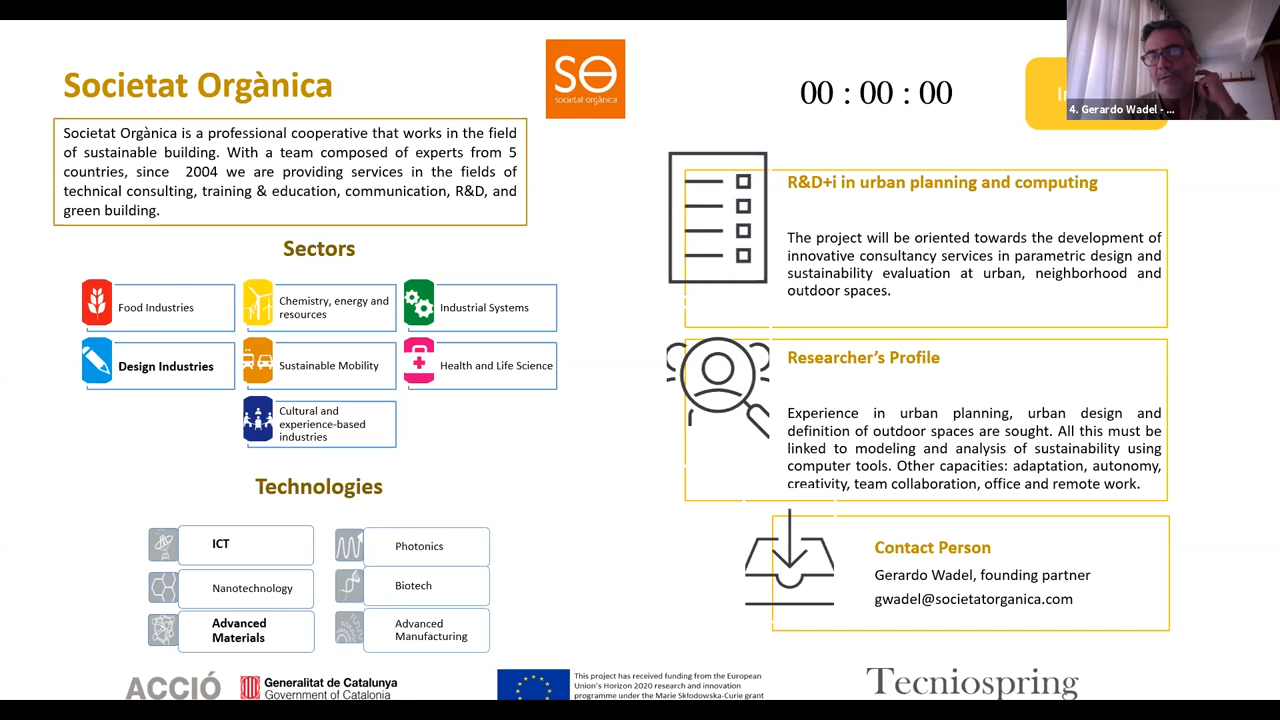 Societat Orgànica
Societat Orgànica is a professional cooperative that works in the field
of sustainable building. With a team composed of experts from 5
countries, since 2004 we are providing services in the fields of
technical consulting, training & education, communication, R&D, and
green building.
Sectors
Food Industries
Chemistry, energy and
resources
Industrial Systems
Design Industries
Sustainable Mobility
Health and Life Science
Cultural and
experience-based
industries
Technologies
ICT
Photonics
Nanotechnology
Biotech
Advanced
Materials
Advanced
Manufacturing
ACCIÓ
Generalitat de Catalunya
Government of Catalonia
This project has received funding from the European
Union's Horizon 2020 research and innovation
programme under the Marie Skłodowska-Curie grant
societat orgànica
00 : 00 : 00
4. Gerardo Wadel - ...
R&D+i in urban planning and computing
The project will be oriented towards the development of
innovative consultancy services in parametric design and
sustainability evaluation at urban, neighborhood and
outdoor spaces.
Researcher's Profile
Experience in urban planning, urban design and
definition of outdoor spaces are sought. All this must be
linked to modeling and analysis of sustainability using
computer tools. Other capacities: adaptation, autonomy,
creativity, team collaboration, office and remote work.
Contact Person
Gerardo Wadel, founding partner
gwadel@societatorganica.com
Tecniospring